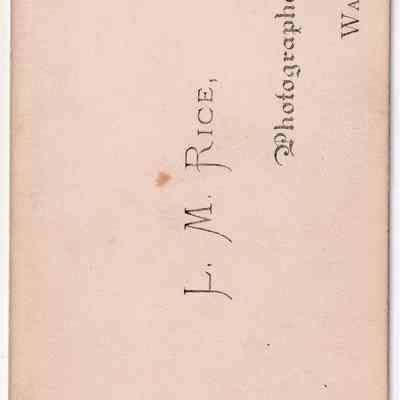 L. M. RICE,
Photographe
WA